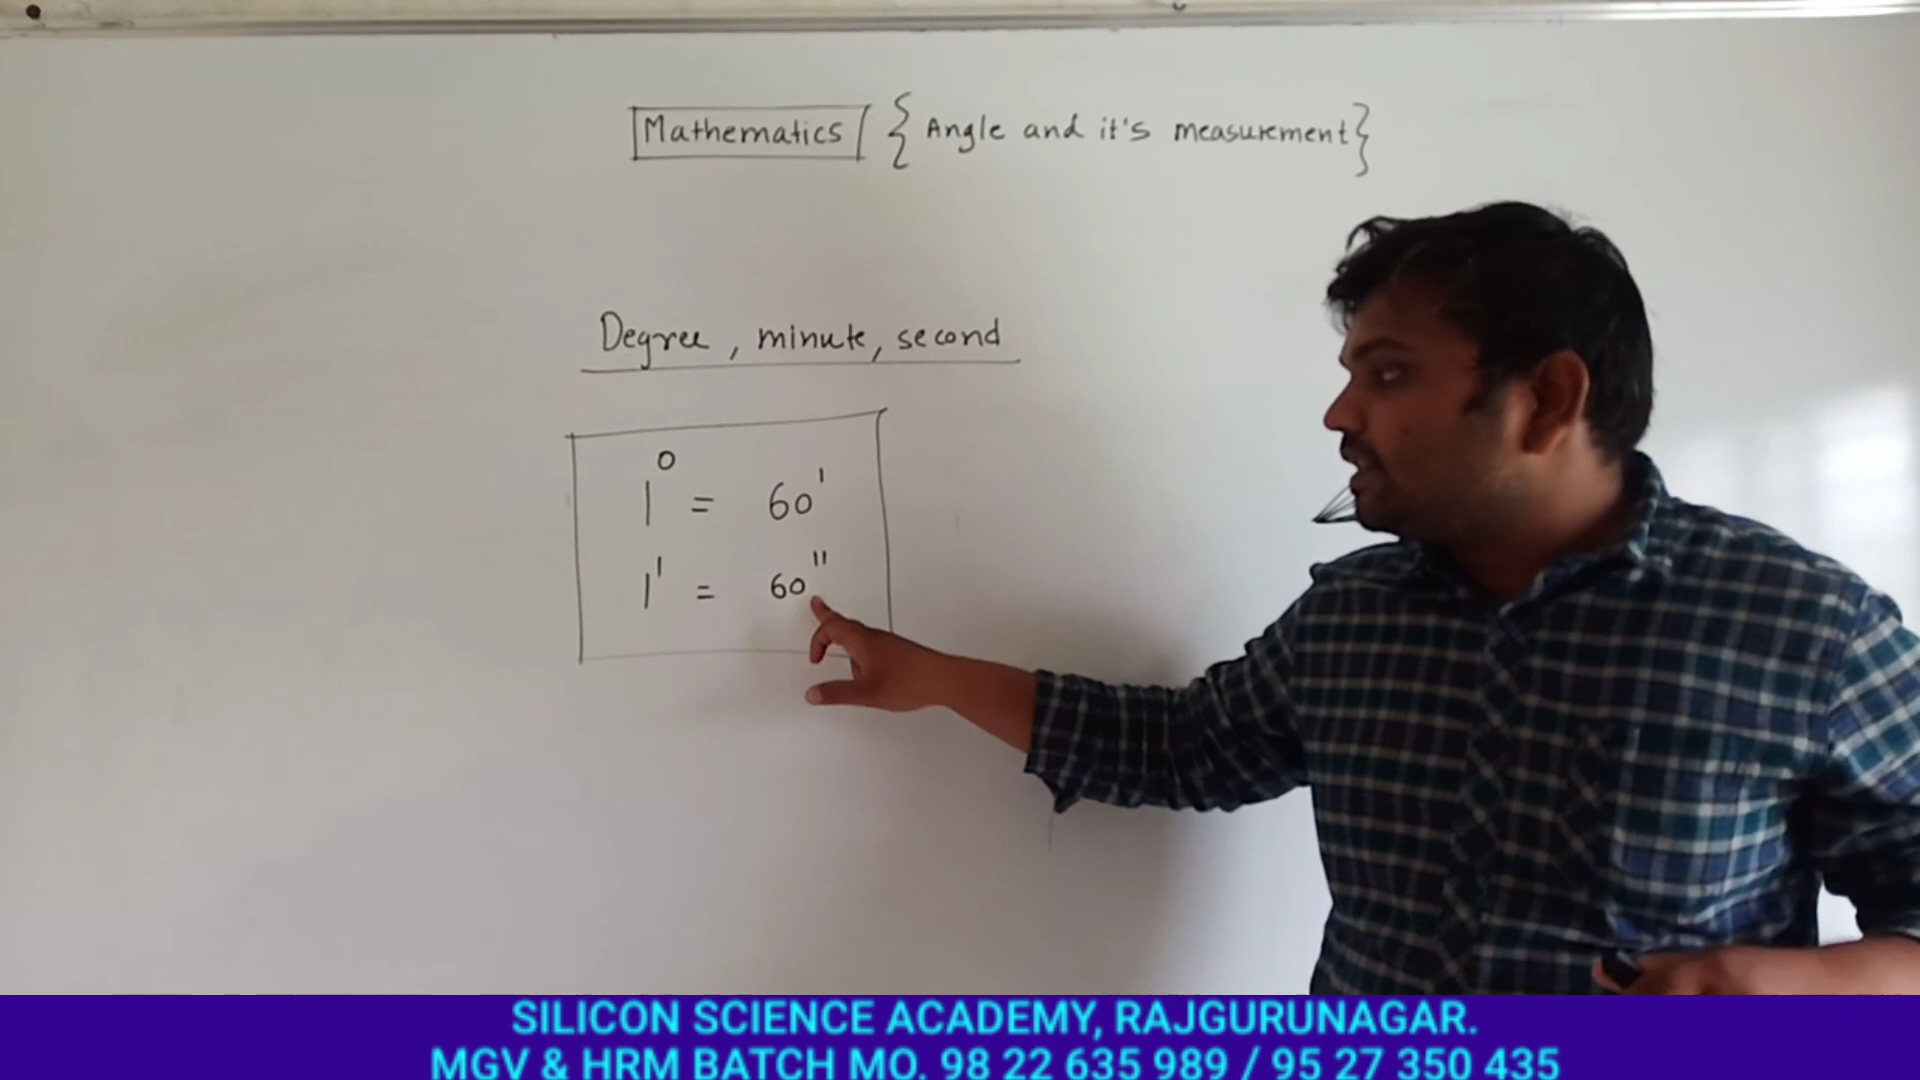 Mathematics { Angle and it's measurement}
Degree, minute, second
1° = 60'
1' = 60"
SILICON SCIENCE ACADEMY, RAJGURUNAGAR.
MGV & HRM BATCH MO. 98 22 635 989 / 95 27 350 435